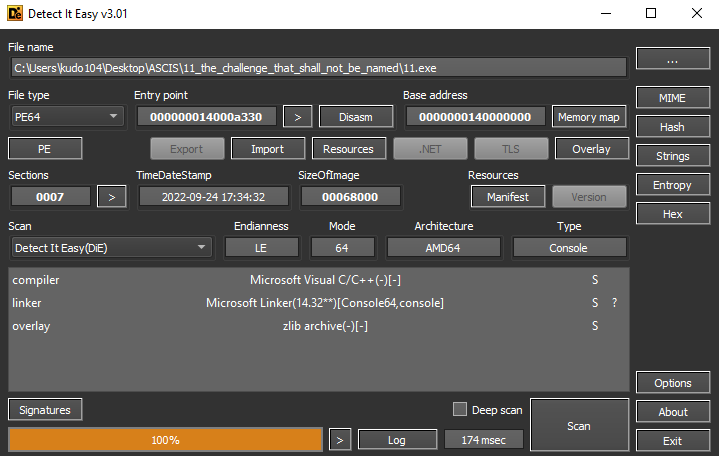 Detect It Easy v3.01
File name
C:\Users\kudo104\Desktop\ASCIS\11_the_challenge_that_shall_not_be_named\11.exe
...
File type Entry point Base address
PE64 000000014000a330 > Disasm 0000000140000000 Memory map
MIME
PE Export Import Resources .NET TLS Overlay
Hash
Sections TimeDateStamp SizeOfImage Resources
Strings
0007 > 2022-09-24 17:34:32 00068000 Manifest Version
Entropy
Hex
Scan Endianness Mode Architecture Type
Detect It Easy(DiE) LE 64 AMD64 Console
compiler Microsoft Visual C/C++(-)[-] S
linker Microsoft Linker(14.32**)[Console64,console] S ?
overlay zlib archive(-)[-] S
Options
Signatures Deep scan Scan
About
100% > Log 174 msec
Exit